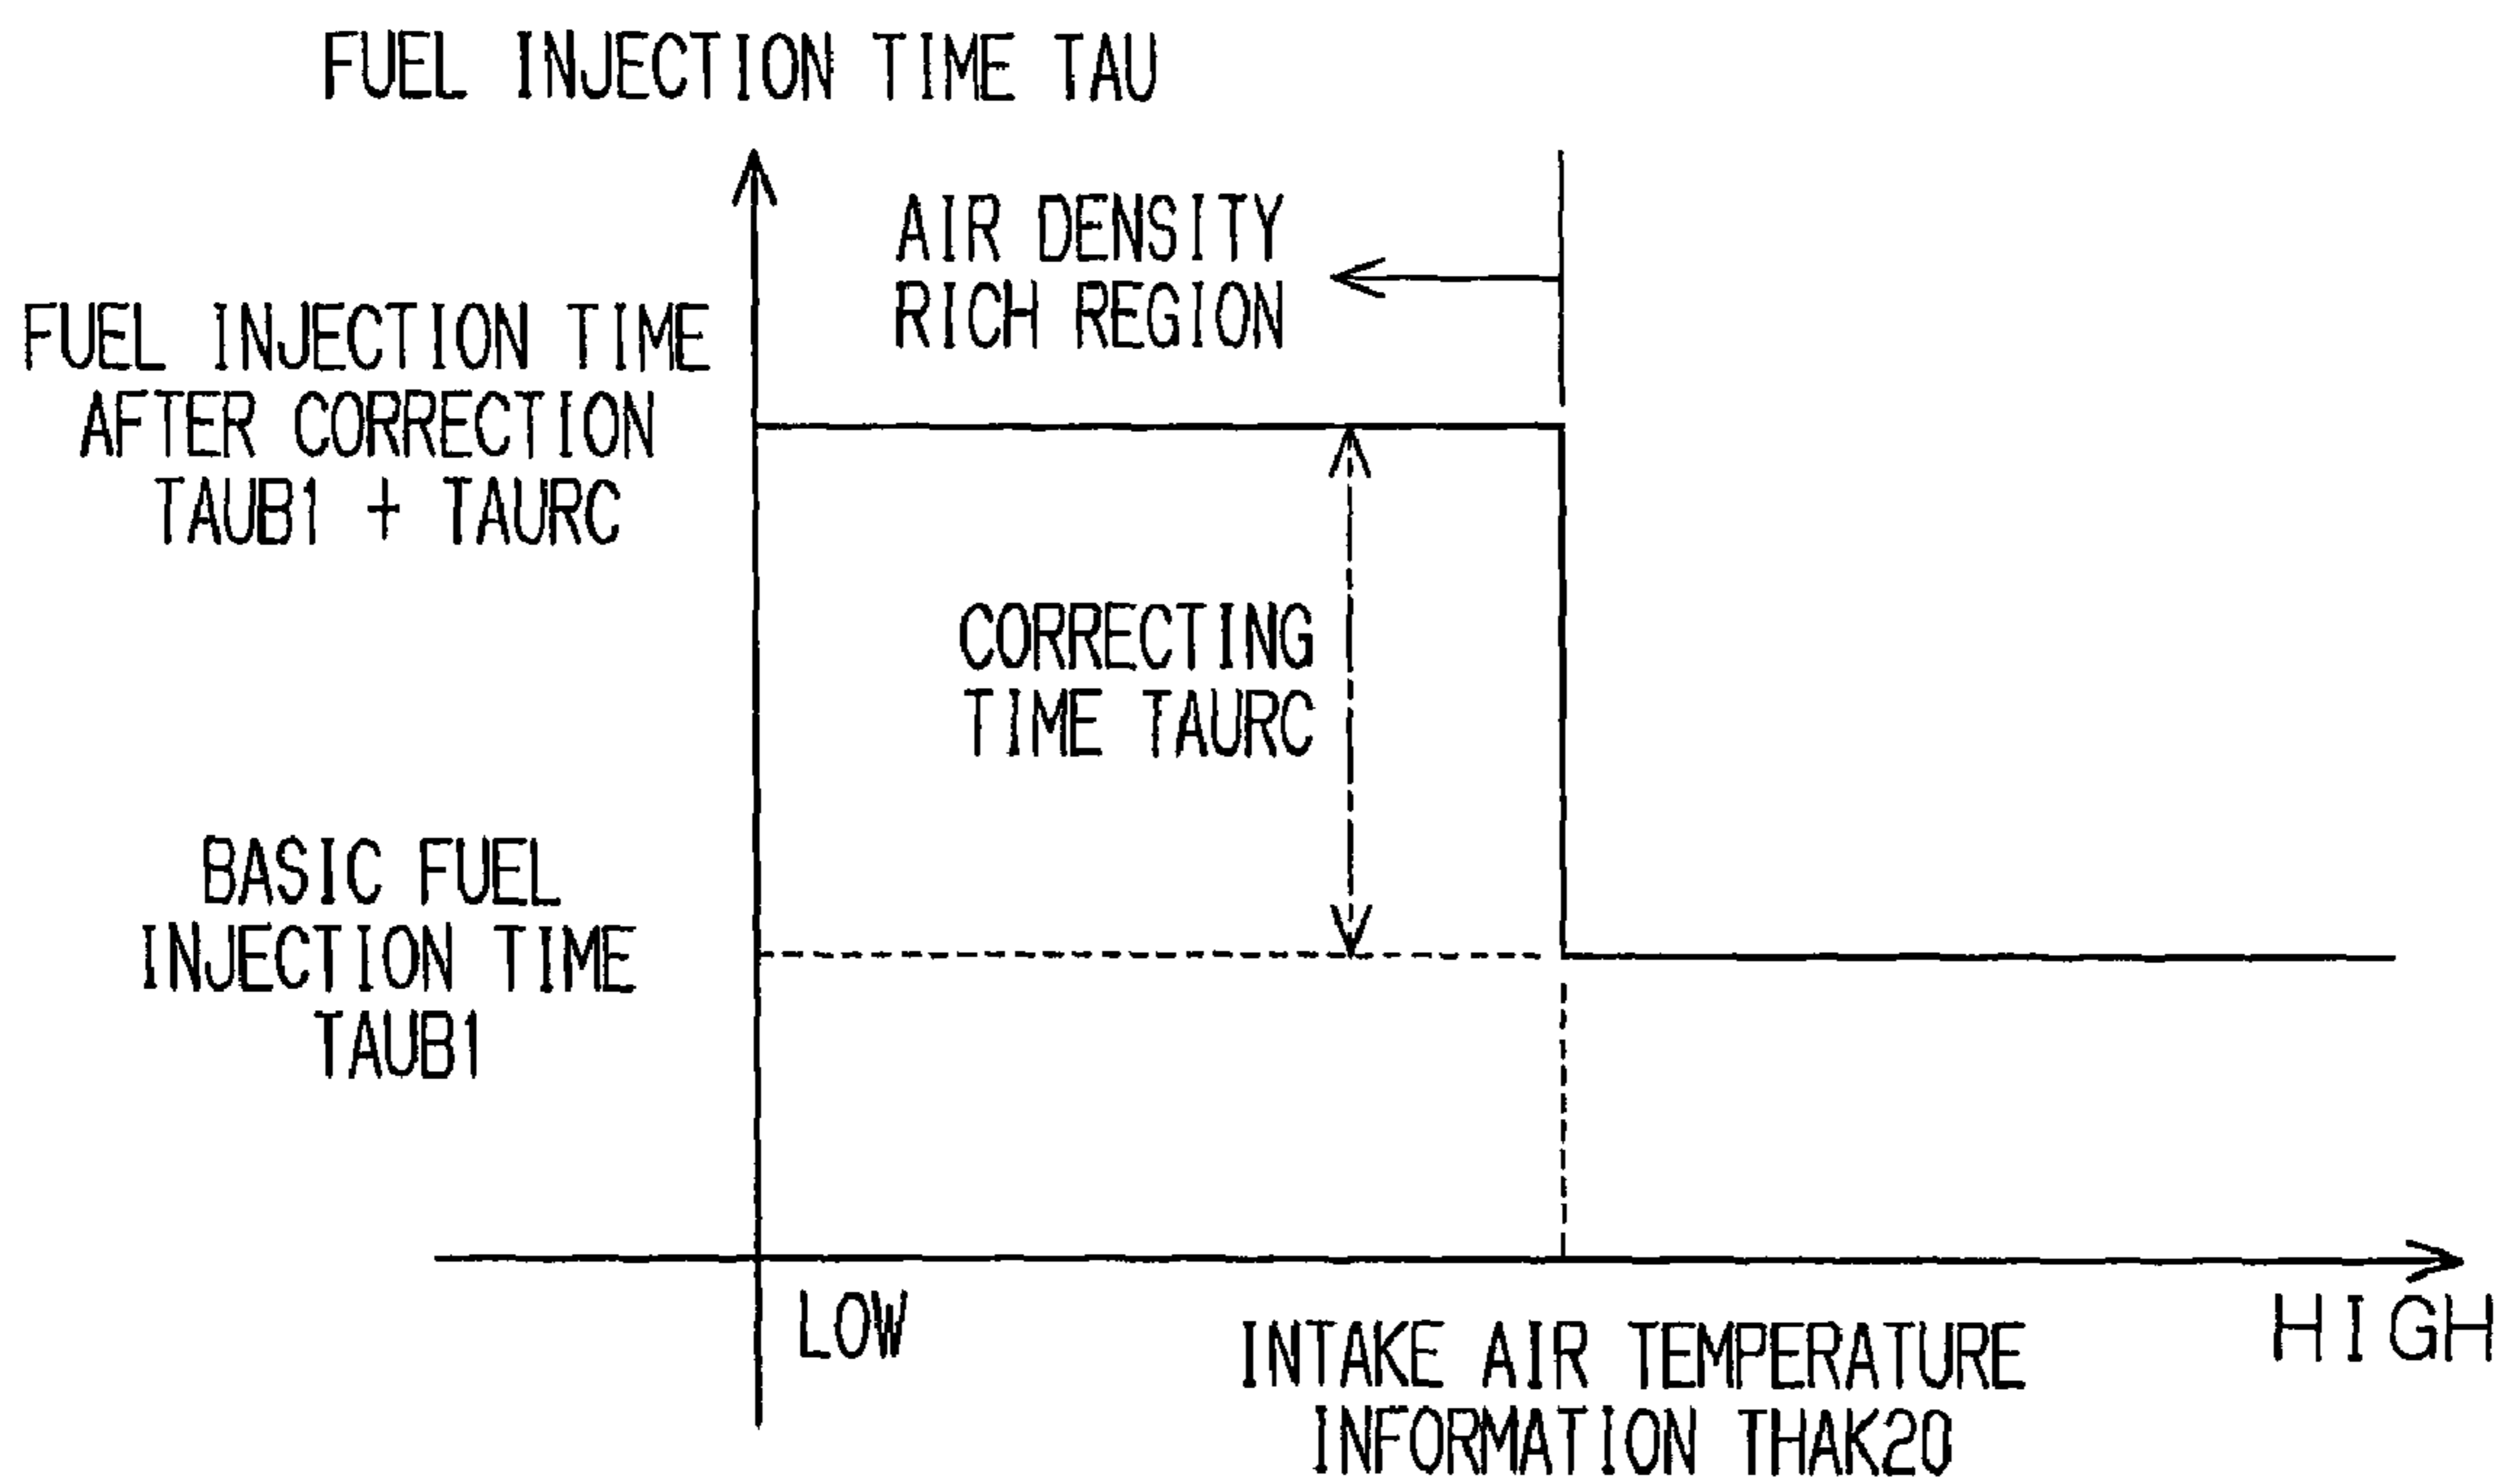 FUEL INJECTION TIME TAU
AIR DENSITY
RICH REGION
FUEL INJECTION TIME
AFTER CORRECTION
TAUB1 + TAURC
CORRECTING
TIME TAURC
BASIC FUEL
INJECTION TIME
TAUB1
LOW
HIGH
INTAKE AIR TEMPERATURE
INFORMATION THAK20